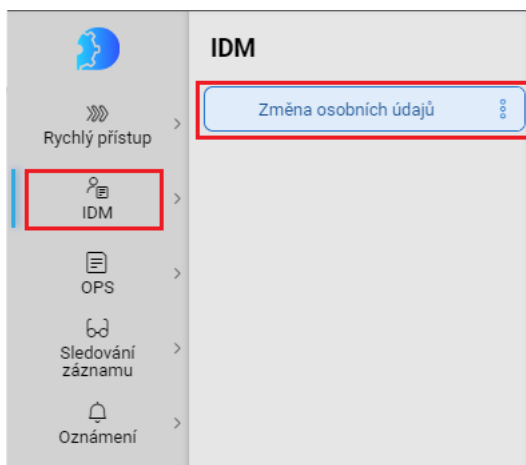 IDM
Změna osobních údajů
Rychlý přístup
IDM
OPS
Sledování
záznamu
Oznámení